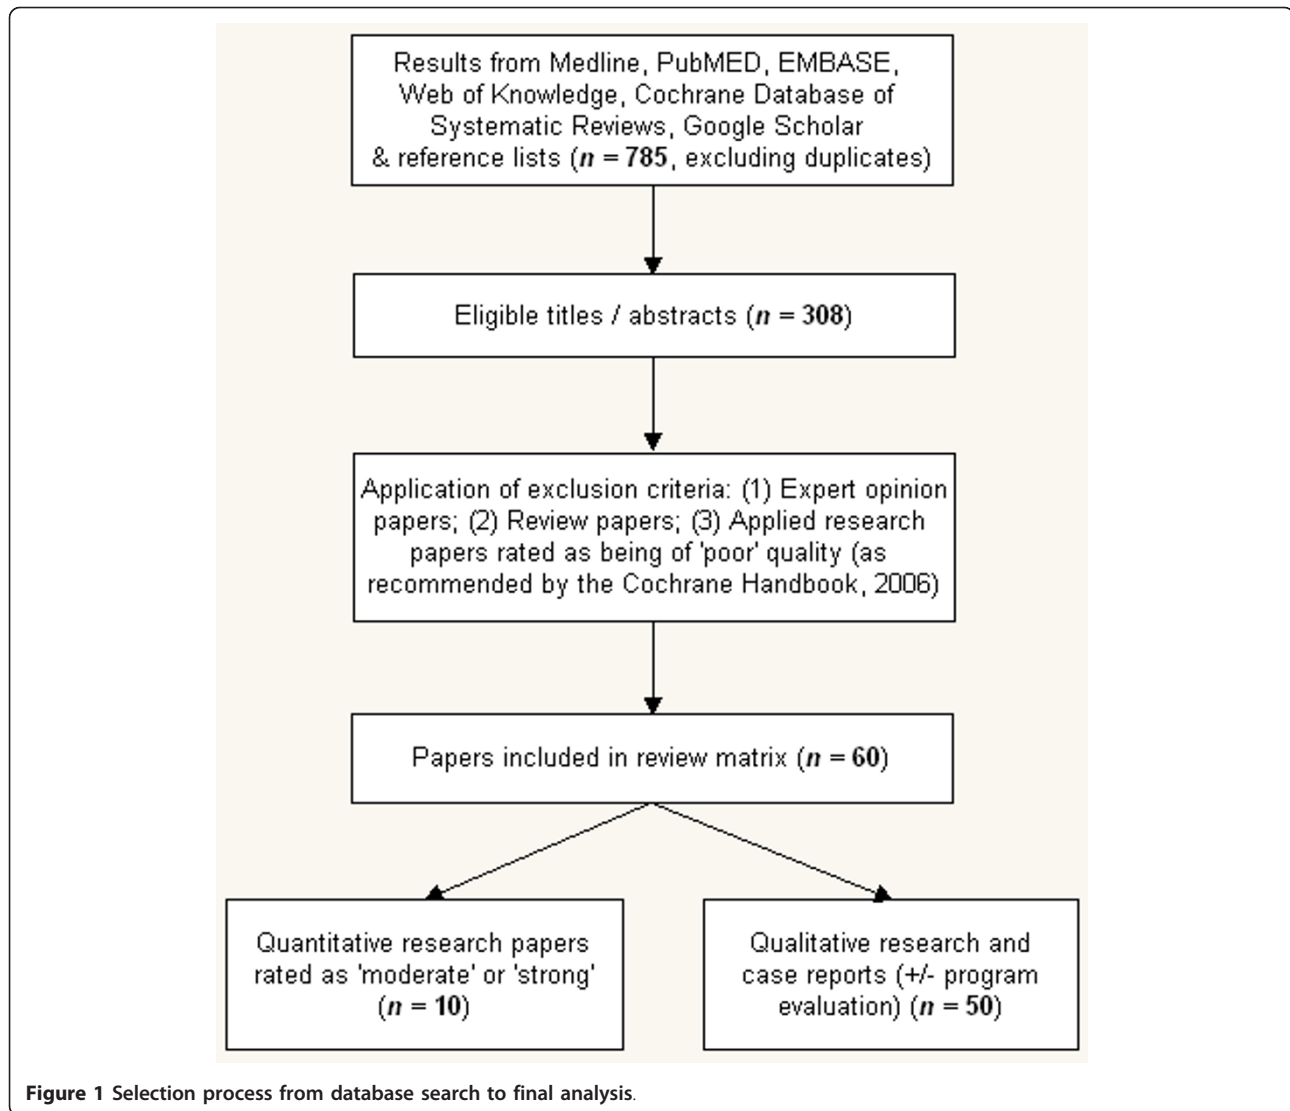 Results from Medline, PubMED, EMBASE,
Web of Knowledge, Cochrane Database of
Systematic Reviews, Google Scholar
& reference lists (n = 785, excluding duplicates)
Eligible titles / abstracts (n = 308)
Application of exclusion criteria: (1) Expert opinion
papers; (2) Review papers; (3) Applied research
papers rated as being of 'poor' quality (as
recommended by the Cochrane Handbook, 2006)
Papers included in review matrix (n = 60)
Quantitative research papers
rated as 'moderate' or 'strong'
(n = 10)
Qualitative research and
case reports (+/- program
evaluation) (n = 50)
Figure 1 Selection process from database search to final analysis.